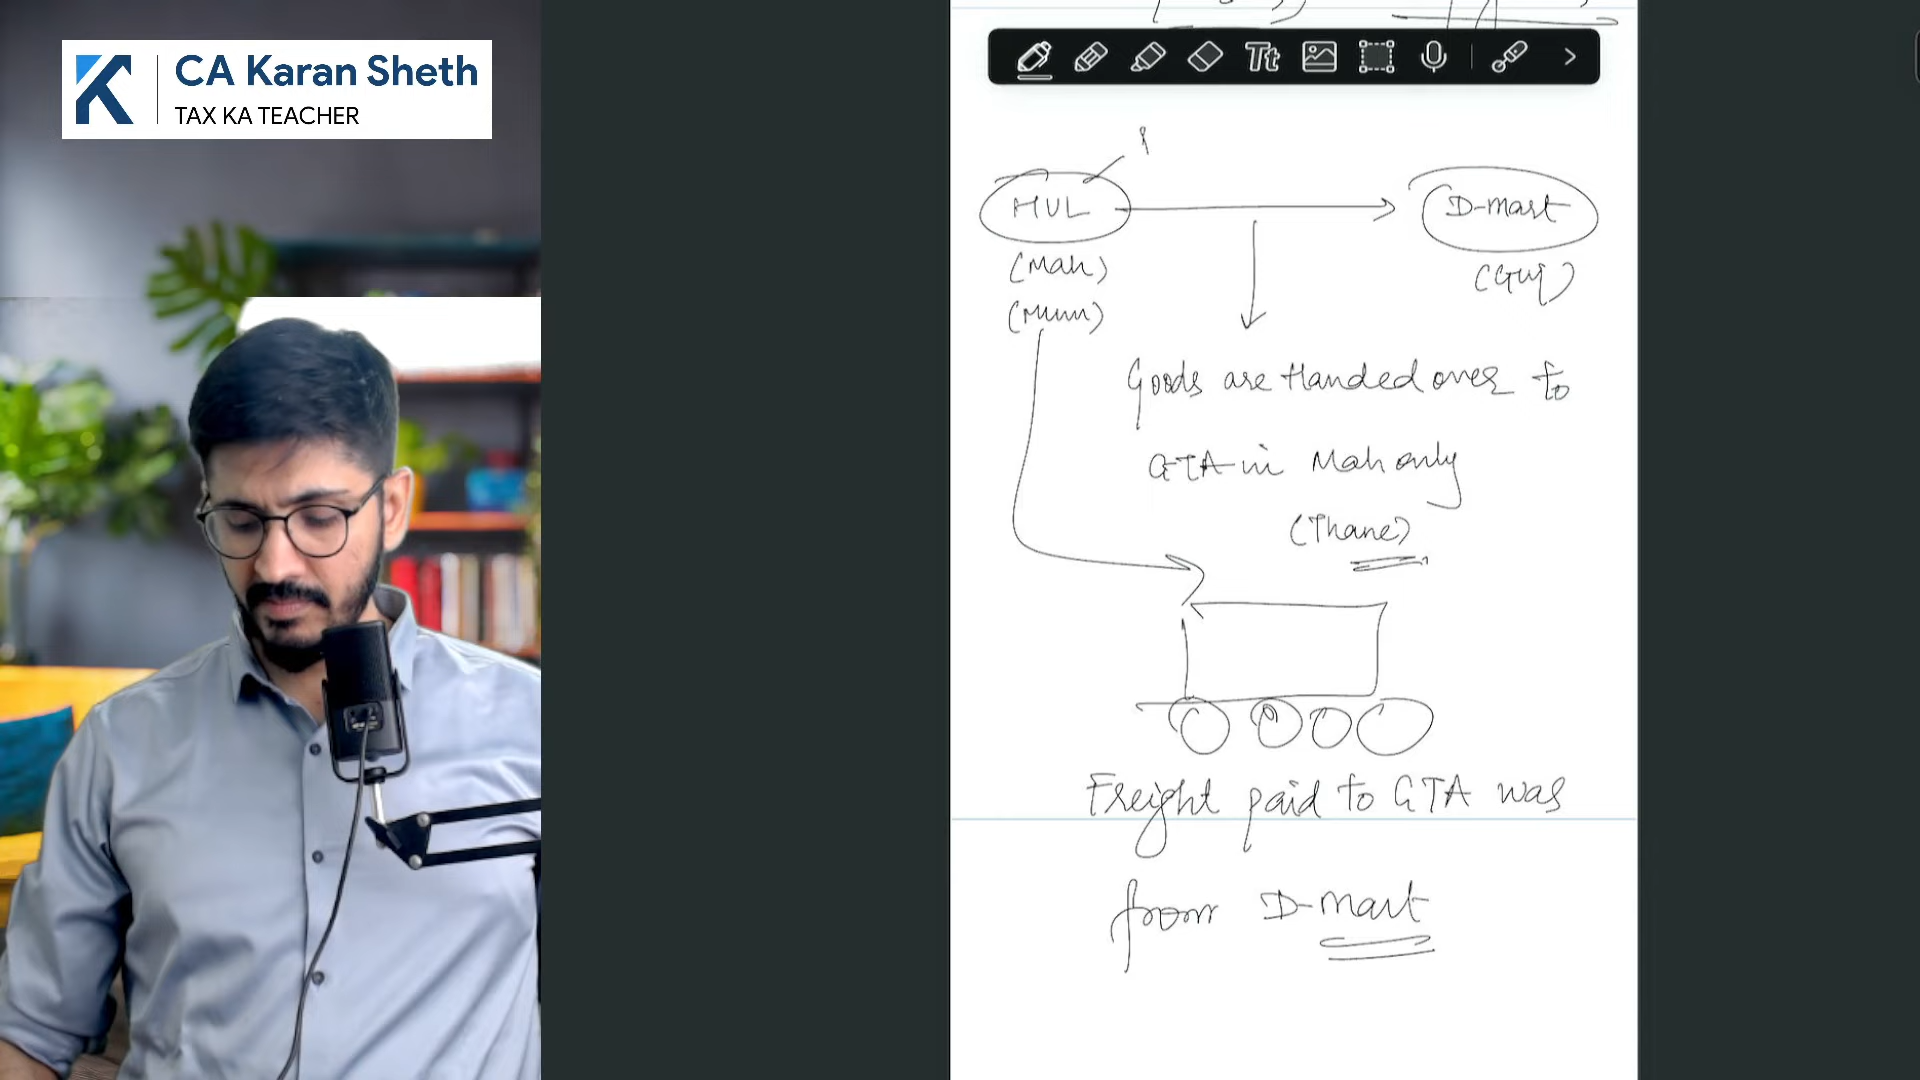 CA Karan Sheth
TAX KA TEACHER
Tt
HUL
D-mart
(Mah)
(Guj)
(Mum)
Goods are Handed over to
GTA in Mah only
(Thane)
Freight paid to GTA was
from D-mart